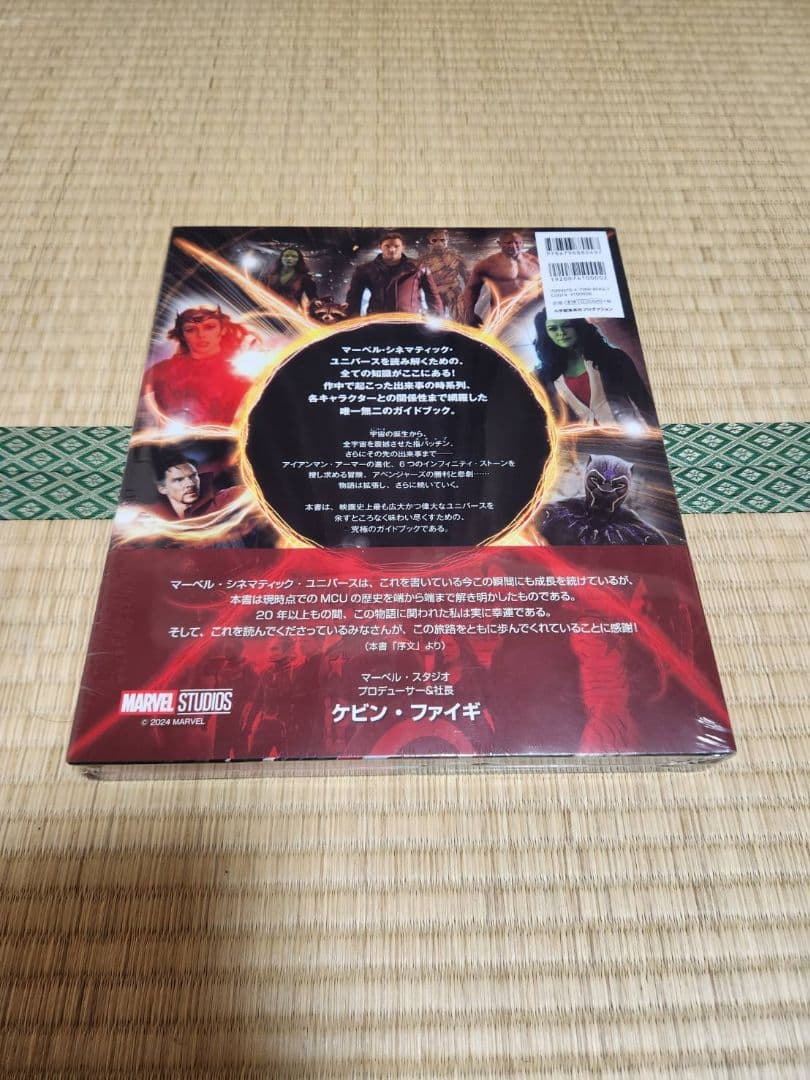 マーベル・シネマティック・
ユニバースを読み解くための、
全ての知識がここにある!
作中で起こった出来事の時系列、
各キャラクターとの関係性まで網羅した
唯一無二のガイドブック。
宇宙の誕生から、
全宇宙を震撼させた指パッチン、
さらにその先の出来事まで──
アイアンマン・アーマーの進化、6つのインフィニティ・ストーンを
捜し求める冒険、アベンジャーズの勝利と悲劇……
物語は拡張し、さらに続いていく。
本書は、映画史上最も広大かつ偉大なユニバースを
余すところなく味わい尽くすための、
究極のガイドブックである。
マーベル・シネマティック・ユニバースは、これを書いている今この瞬間にも成長を続けているが、
本書は現時点での MCU の歴史を端から端まで解き明かしたものである。
20 年以上もの間、この物語に関われた私は実に幸運である。
そして、これを読んでくださっているみなさんが、この旅路をともに歩んでくれていることに感謝!
(本書「序文」より)
マーベル・スタジオ
プロデューサー&社長
ケビン・ファイギ
MARVEL STUDIOS
© 2024 MARVEL
小学館集英社プロダクション